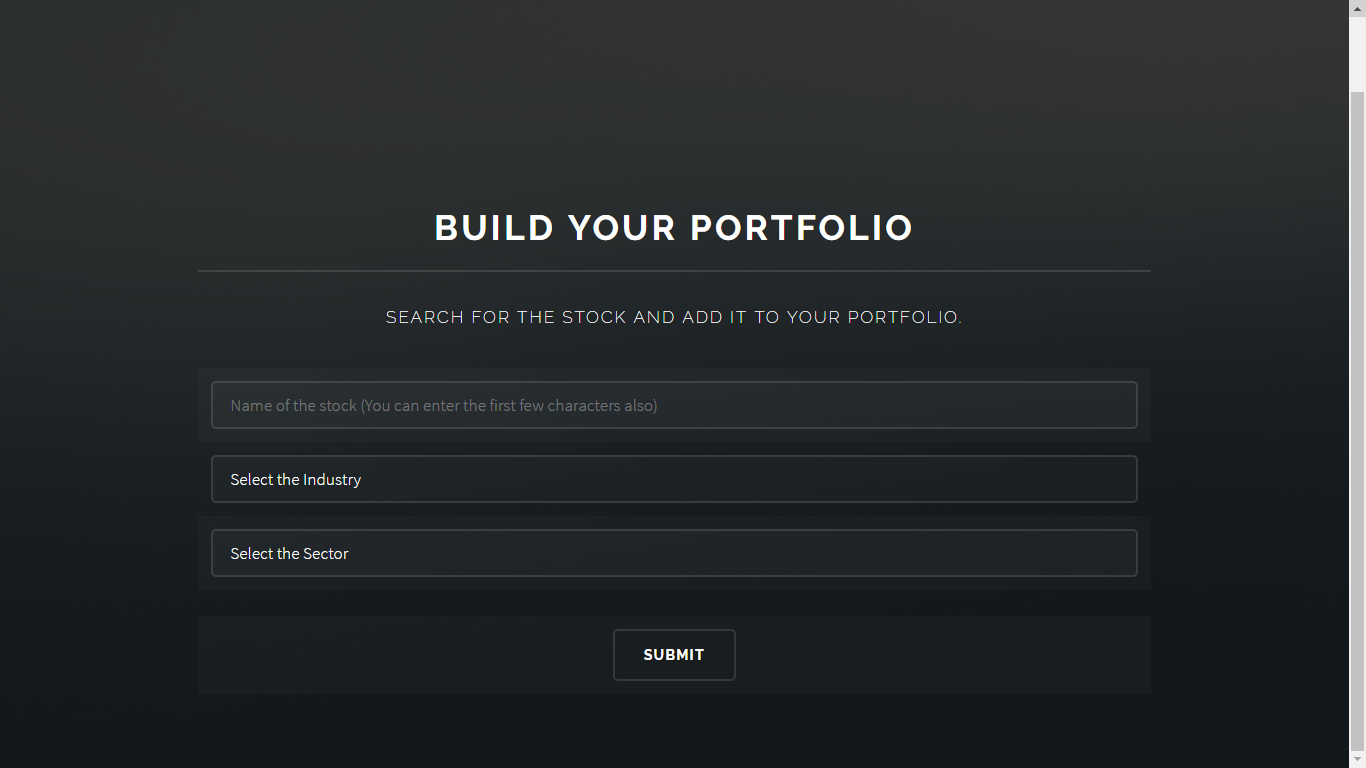 BUILD YOUR PORTFOLIO
SEARCH FOR THE STOCK AND ADD IT TO YOUR PORTFOLIO.
Name of the stock (You can enter the first few characters also)
Select the Industry
Select the Sector
SUBMIT